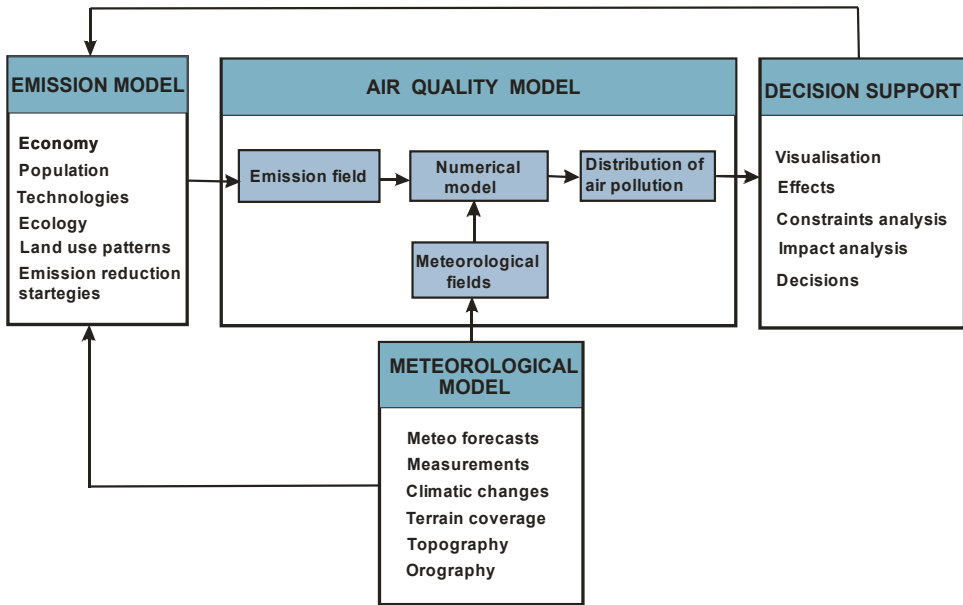 EMISSION MODEL
Economy
Population
Technologies
Ecology
Land use patterns
Emission reduction
startegies
AIR QUALITY MODEL
Emission field
Numerical
model
Distribution of
air pollution
Meteorological
fields
DECISION SUPPORT
Visualisation
Effects
Constraints analysis
Impact analysis
Decisions
METEOROLOGICAL
MODEL
Meteo forecasts
Measurements
Climatic changes
Terrain coverage
Topography
Orography